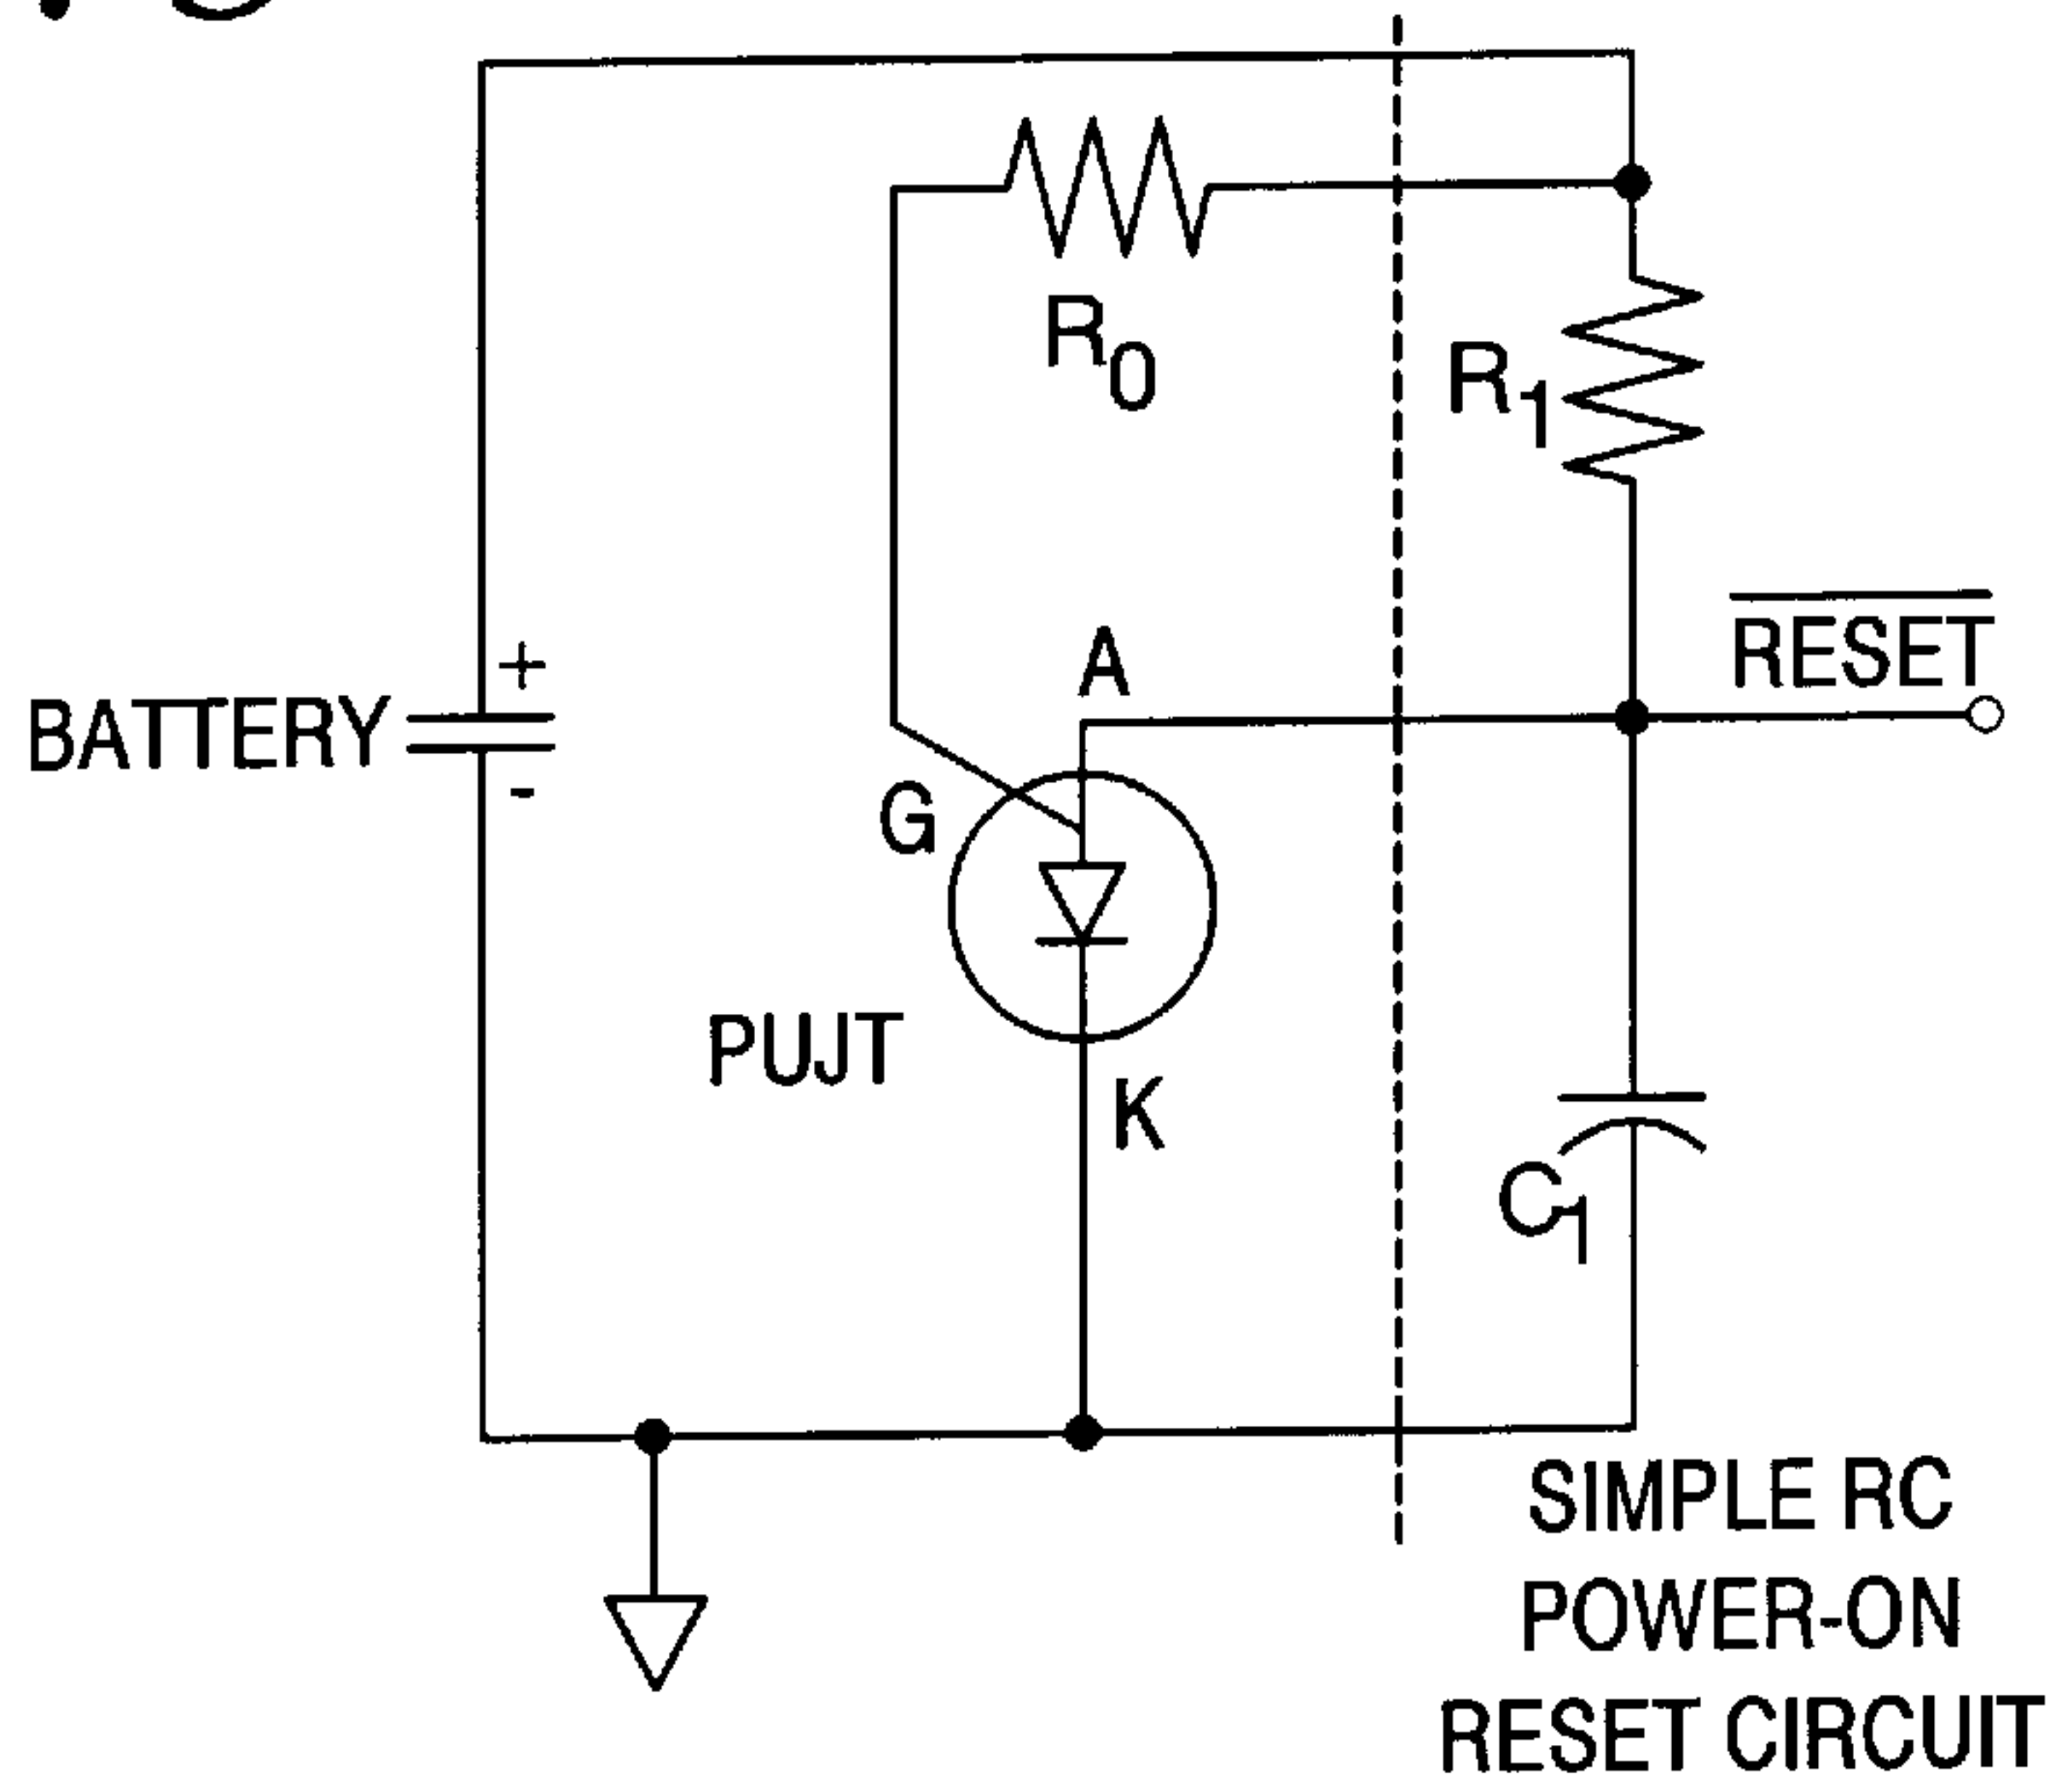 R0
R1
A
RESET
+
BATTERY
-
G
PUJT
K
C1
SIMPLE RC
POWER-ON
RESET CIRCUIT